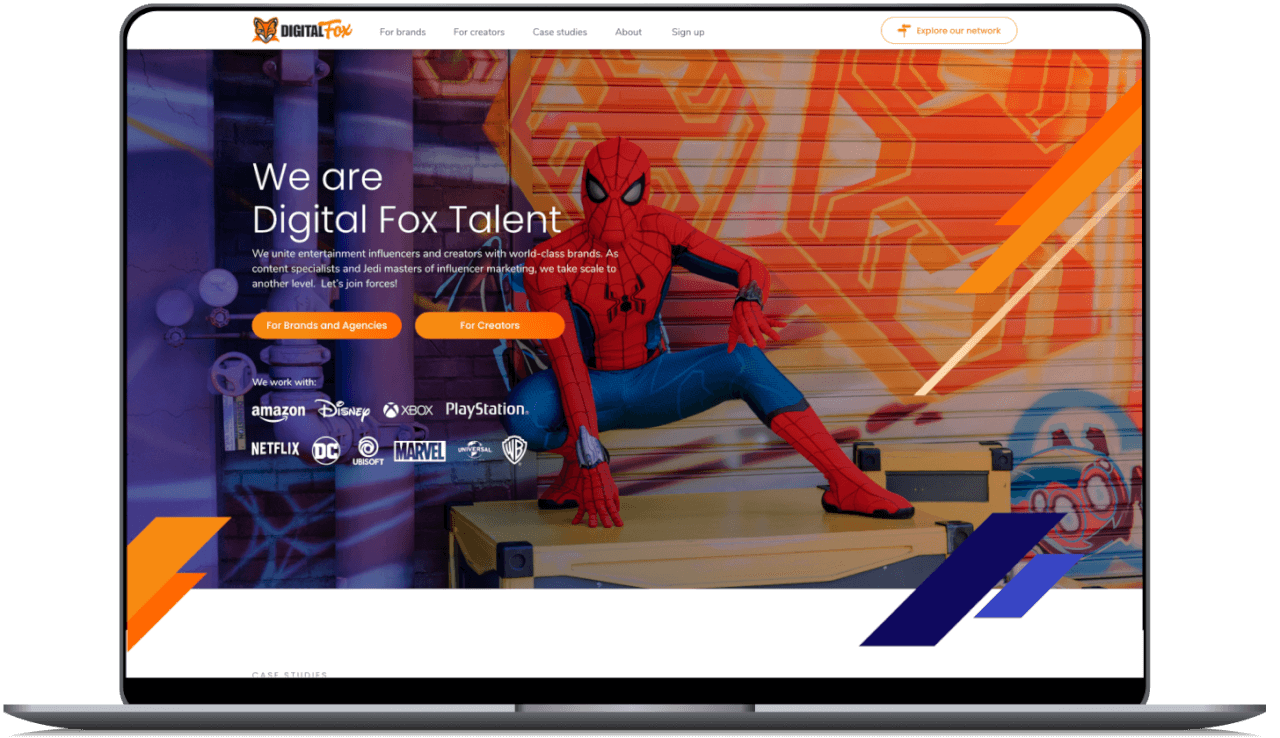 DIGITAL Fox For brands For creators Case studies About Sign up Explore our network
We are
Digital Fox Talent
We unite entertainment influencers and creators with world-class brands. As
content specialists and Jedi masters of influencer marketing, we take scale to
another level. Let's join forces!
For Brands and Agencies For Creators
We work with:
amazon Disney XBOX PlayStation
NETFLIX DC UBISOFT MARVEL UNIVERSAL WB
CASE STUDIES